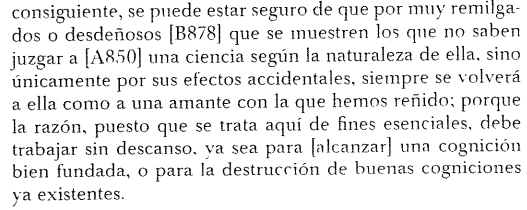 consiguiente, se puede estar seguro de que por muy remilga-
dos o desdeñosos [B878] que se muestren los que no saben
juzgar a [A850] una ciencia según la naturaleza de ella, sino
únicamente por sus efectos accidentales, siempre se volverá
a ella como a una amante con la que hemos reñido; porque
la razón, puesto que se trata aquí de fines esenciales, debe
trabajar sin descanso, ya sea para [alcanzar] una cognición
bien fundada, o para la destrucción de buenas cogniciones
ya existentes.